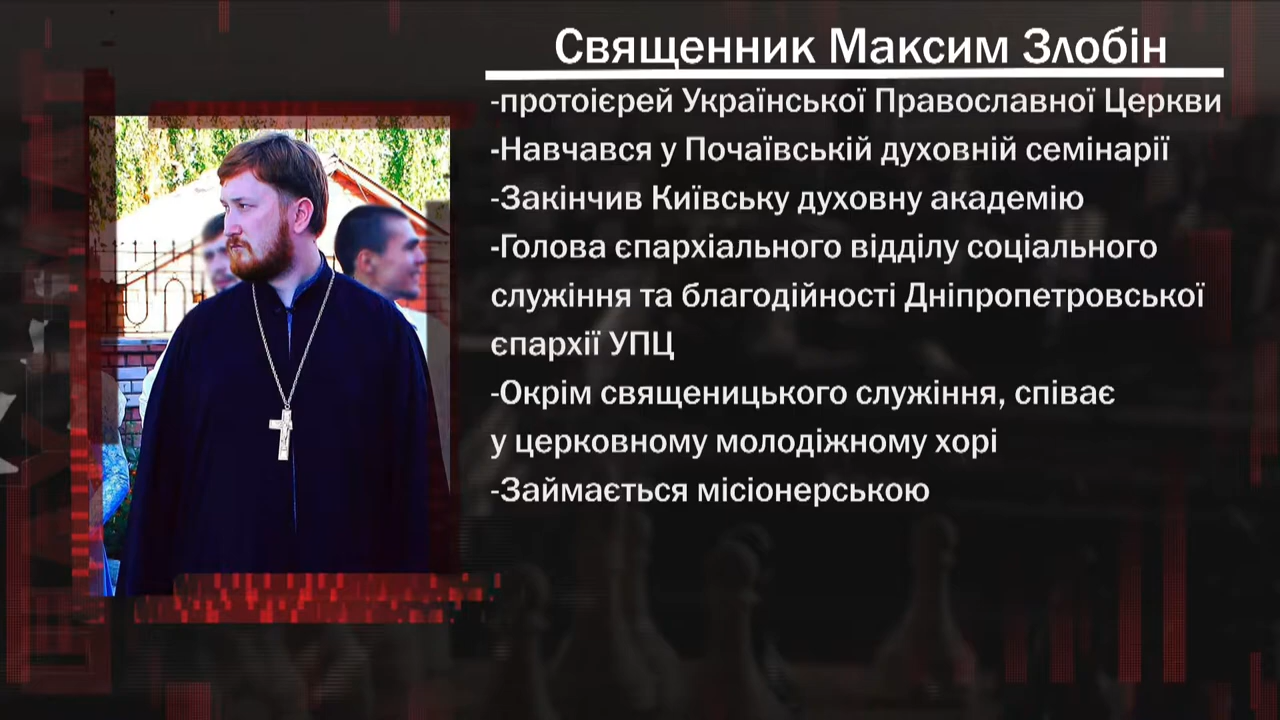 Священник Максим Злобін
-протоієрей Української Православної Церкви
-Навчався у Почаївській духовній семінарії
-Закінчив Київську духовну академію
-Голова єпархіального відділу соціального
служіння та благодійності Дніпропетровської
єпархії УПЦ
-Окрім священицького служіння, співає
у церковному молодіжному хорі
-Займається місіонерською